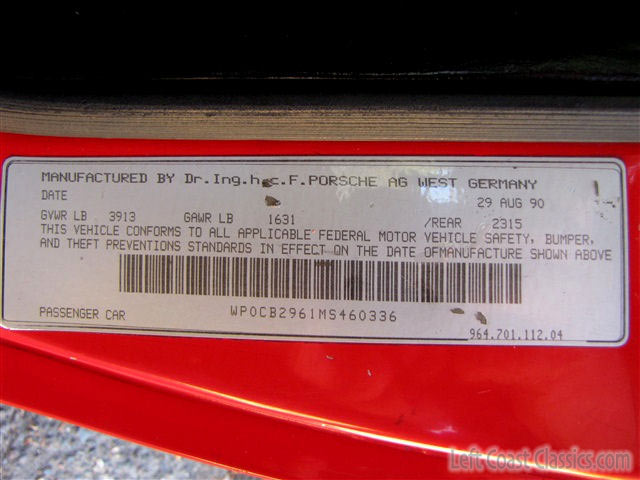 MANUFACTURED BY Dr.Ing.h.c.F.PORSCHE AG WEST GERMANY
DATE 29 AUG 90
GVWR LB 3913 GAWR LB 1631 /REAR 2315
THIS VEHICLE CONFORMS TO ALL APPLICABLE FEDERAL MOTOR VEHICLE SAFETY, BUMPER,
AND THEFT PREVENTIONS STANDARDS IN EFFECT ON THE DATE OFMANUFACTURE SHOWN ABOVE
WP0CB2961MS460336
PASSENGER CAR
964.701.112.04
Left Coast Classics.com